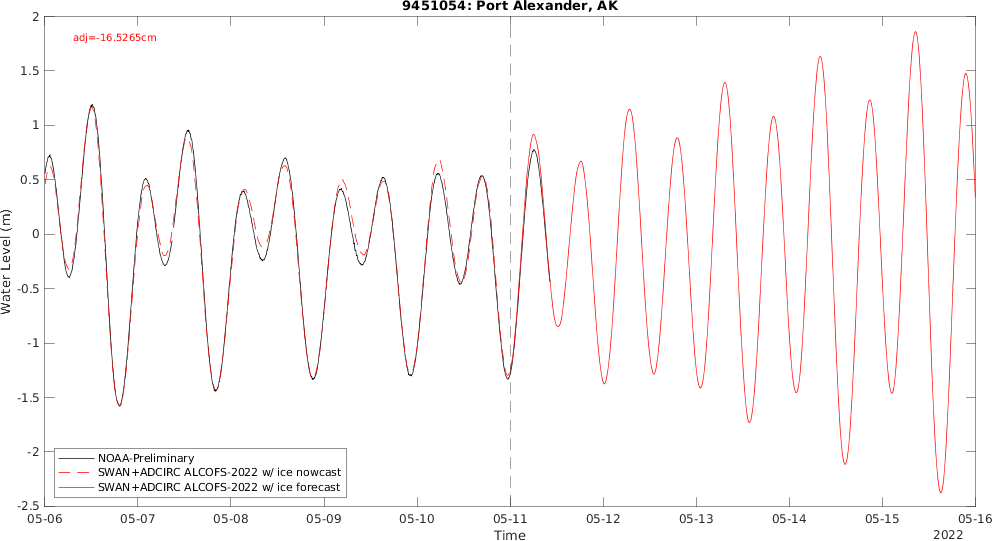 9451054: Port Alexander, AK
adj=-16.5265cm
2
1.5
1
0.5
0
-0.5
-1
-1.5
-2
-2.5
Water Level (m)
NOAA-Preliminary
SWAN+ADCIRC ALCOFS-2022 w/ ice nowcast
SWAN+ADCIRC ALCOFS-2022 w/ ice forecast
05-06 05-07 05-08 05-09 05-10 05-11 05-12 05-13 05-14 05-15 05-16
Time
2022